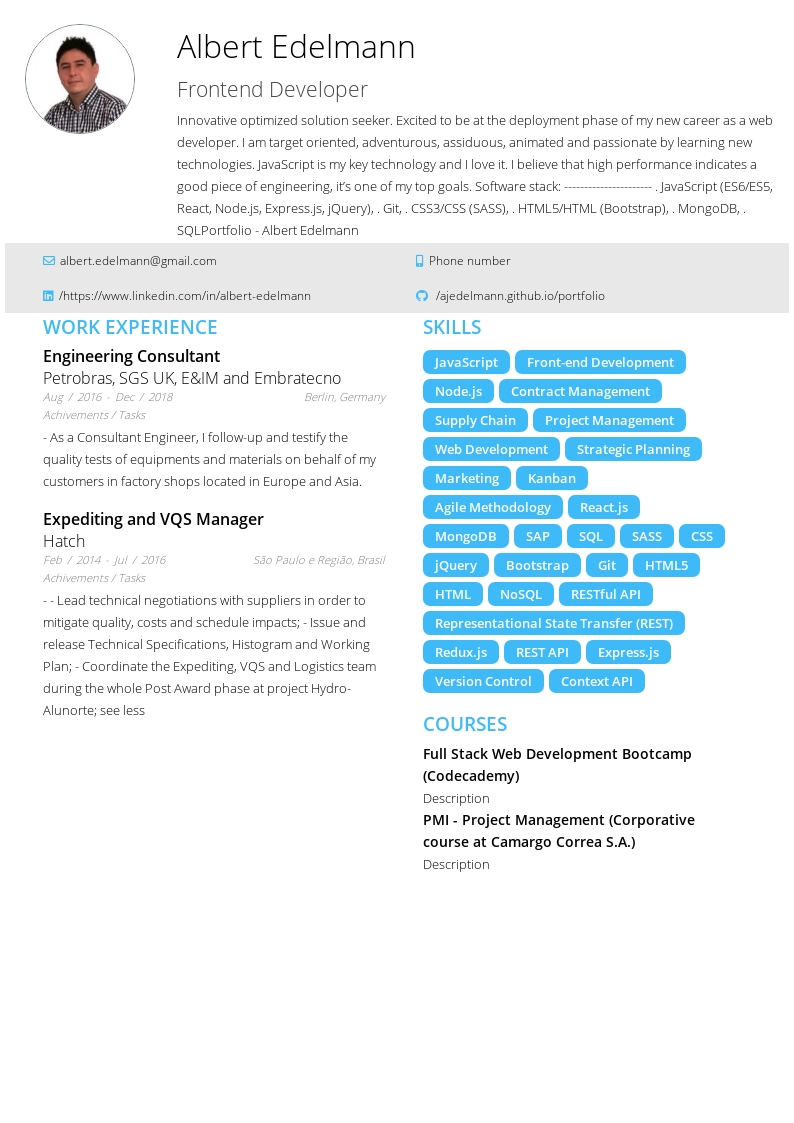 Albert Edelmann
Frontend Developer
Innovative optimized solution seeker. Excited to be at the deployment phase of my new career as a web
developer. I am target oriented, adventurous, assiduous, animated and passionate by learning new
technologies. JavaScript is my key technology and I love it. I believe that high performance indicates a
good piece of engineering, it’s one of my top goals. Software stack: ---------------------- . JavaScript (ES6/ES5,
React, Node.js, Express.js, jQuery), . Git, . CSS3/CSS (SASS), . HTML5/HTML (Bootstrap), . MongoDB, .
SQLPortfolio - Albert Edelmann
albert.edelmann@gmail.com
Phone number
/https://www.linkedin.com/in/albert-edelmann
/ajedelmann.github.io/portfolio
WORK EXPERIENCE
Engineering Consultant
Petrobras, SGS UK, E&IM and Embratecno
Aug / 2016 - Dec / 2018 Berlin, Germany
Achivements / Tasks
- As a Consultant Engineer, I follow-up and testify the
quality tests of equipments and materials on behalf of my
customers in factory shops located in Europe and Asia.
Expediting and VQS Manager
Hatch
Feb / 2014 - Jul / 2016 São Paulo e Região, Brasil
Achivements / Tasks
- - Lead technical negotiations with suppliers in order to
mitigate quality, costs and schedule impacts; - Issue and
release Technical Specifications, Histogram and Working
Plan; - Coordinate the Expediting, VQS and Logistics team
during the whole Post Award phase at project Hydro-
Alunorte; see less
SKILLS
JavaScript Front-end Development
Node.js Contract Management
Supply Chain Project Management
Web Development Strategic Planning
Marketing Kanban
Agile Methodology React.js
MongoDB SAP SQL SASS CSS
jQuery Bootstrap Git HTML5
HTML NoSQL RESTful API
Representational State Transfer (REST)
Redux.js REST API Express.js
Version Control Context API
COURSES
Full Stack Web Development Bootcamp
(Codecademy)
Description
PMI - Project Management (Corporative
course at Camargo Correa S.A.)
Description